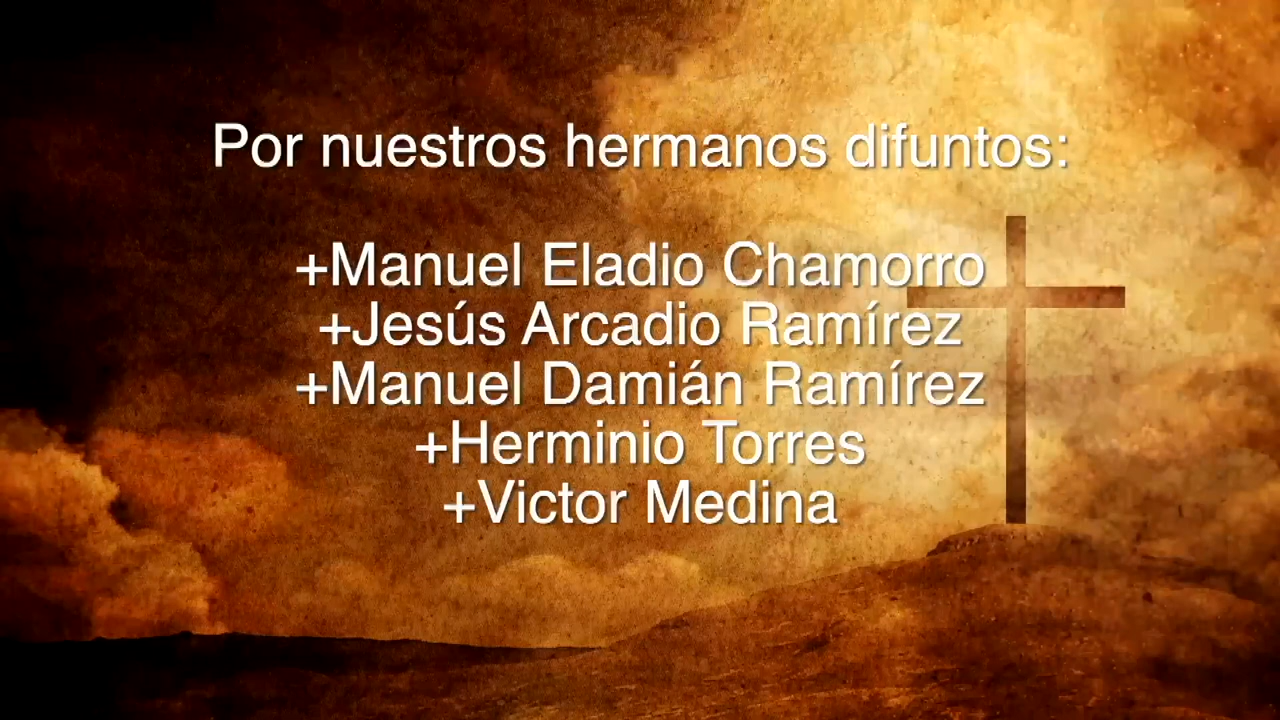 Por nuestros hermanos difuntos:
+Manuel Eladio Chamorro
+Jesús Arcadio Ramírez
+Manuel Damián Ramírez
+Herminio Torres
+Victor Medina